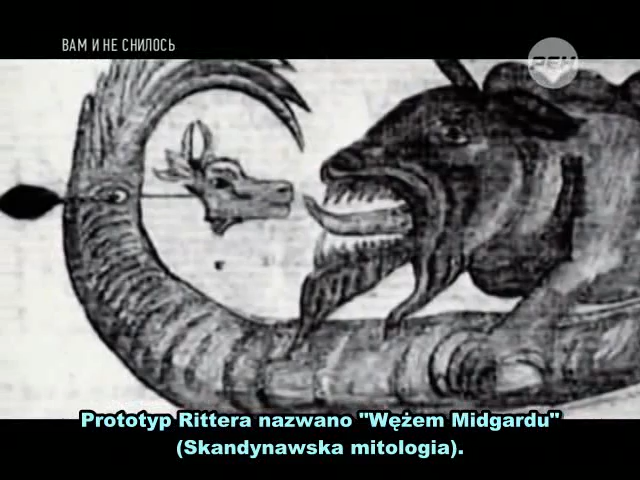 ВАМ И НЕ СНИЛОСЬ
РЕН
Prototyp Rittera nazwano "Wężem Midgardu"
(Skandynawska mitologia).